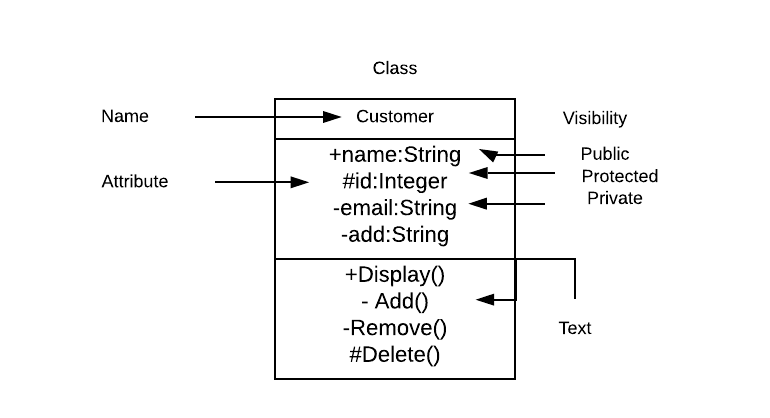 Class
Name
Customer
Visibility
+name:String
Public
Attribute
#id:Integer
Protected
-email:String
Private
-add:String
+Display()
- Add()
-Remove()
Text
#Delete()